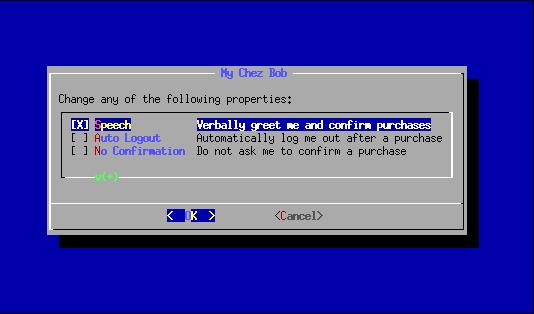 My Chez Bob
Change any of the following properties:
[X] Speech Verbally greet me and confirm purchases
[ ] Auto Logout Automatically log me out after a purchase
[ ] No Confirmation Do not ask me to confirm a purchase
v(+)
< OK > <Cancel>